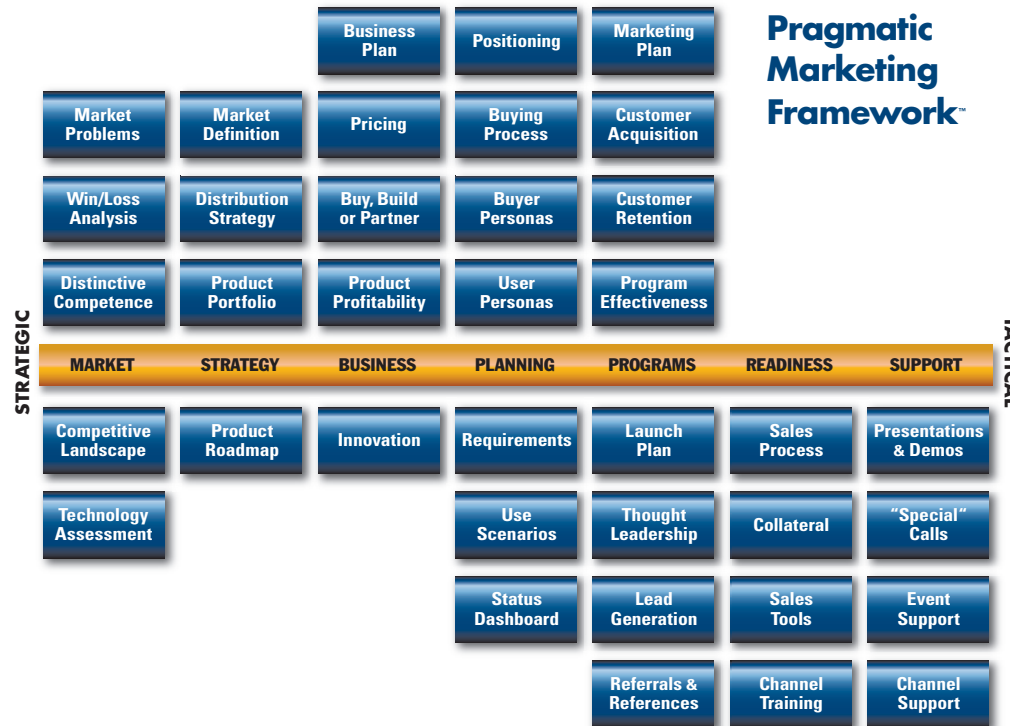 Business
Plan
Positioning
Marketing
Plan
Pragmatic
Marketing
Framework™
Market
Problems
Market
Definition
Pricing
Buying
Process
Customer
Acquisition
Win/Loss
Analysis
Distribution
Strategy
Buy, Build
or Partner
Buyer
Personas
Customer
Retention
Distinctive
Competence
Product
Portfolio
Product
Profitability
User
Personas
Program
Effectiveness
STRATEGIC
MARKET
STRATEGY
BUSINESS
PLANNING
PROGRAMS
READINESS
SUPPORT
TACTICAL
Competitive
Landscape
Product
Roadmap
Innovation
Requirements
Launch
Plan
Sales
Process
Presentations
& Demos
Technology
Assessment
Use
Scenarios
Thought
Leadership
Collateral
“Special“
Calls
Status
Dashboard
Lead
Generation
Sales
Tools
Event
Support
Referrals &
References
Channel
Training
Channel
Support